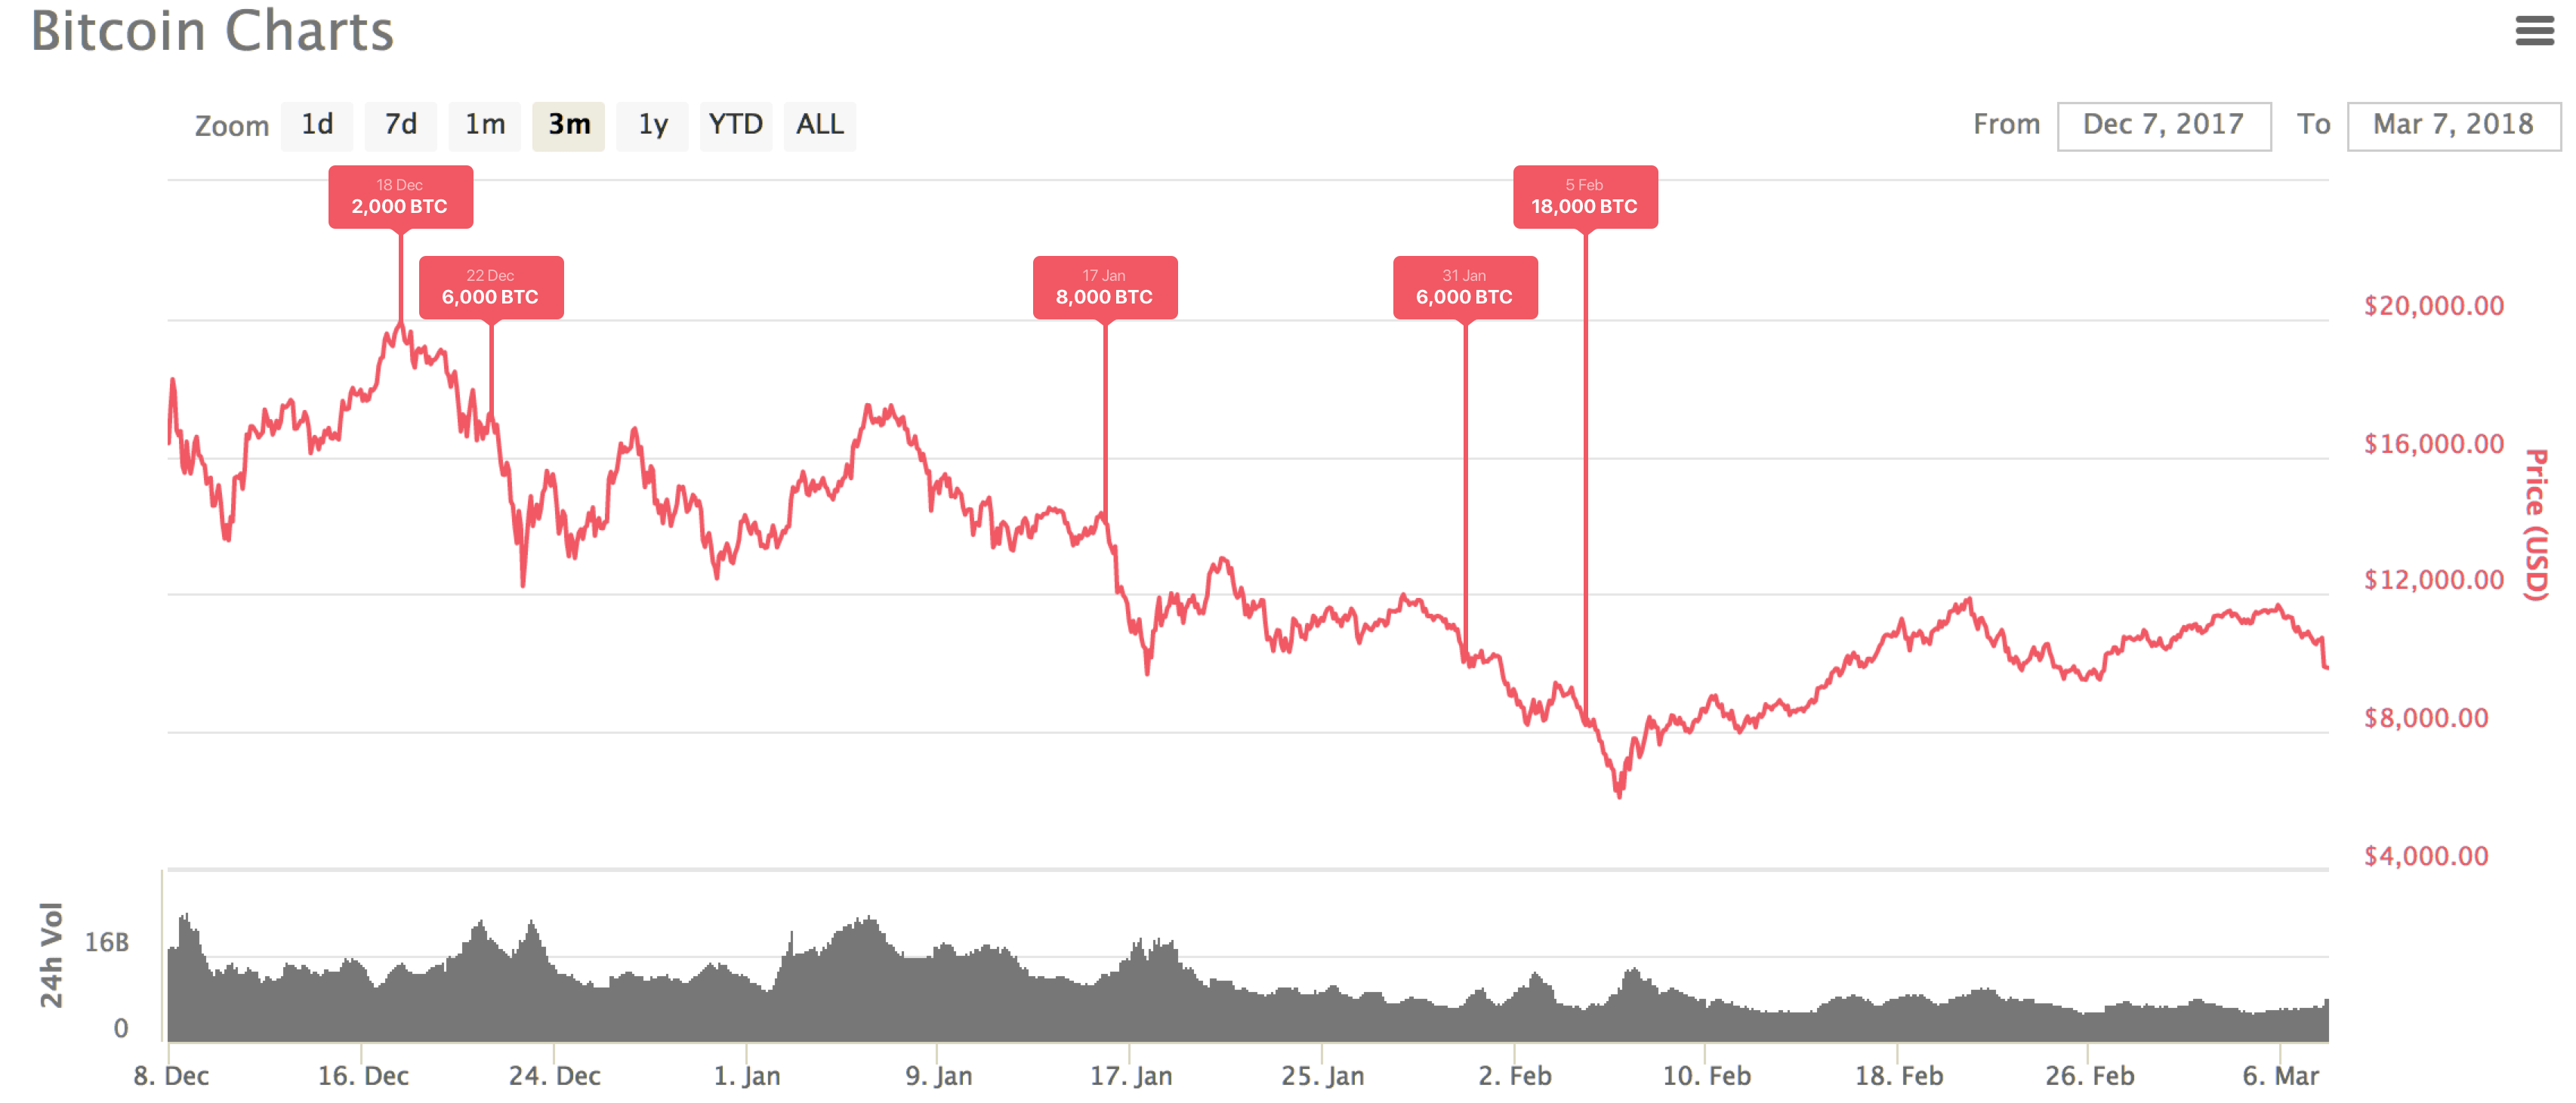 Bitcoin Charts
Zoom 1d 7d 1m 3m 1y YTD ALL From Dec 7, 2017 To Mar 7, 2018
18 Dec
2,000 BTC
5 Feb
18,000 BTC
22 Dec
6,000 BTC
17 Jan
8,000 BTC
31 Jan
6,000 BTC
$20,000.00
$16,000.00
$12,000.00
$8,000.00
$4,000.00
Price (USD)
24h Vol
16B
0
8. Dec 16. Dec 24. Dec 1. Jan 9. Jan 17. Jan 25. Jan 2. Feb 10. Feb 18. Feb 26. Feb 6. Mar